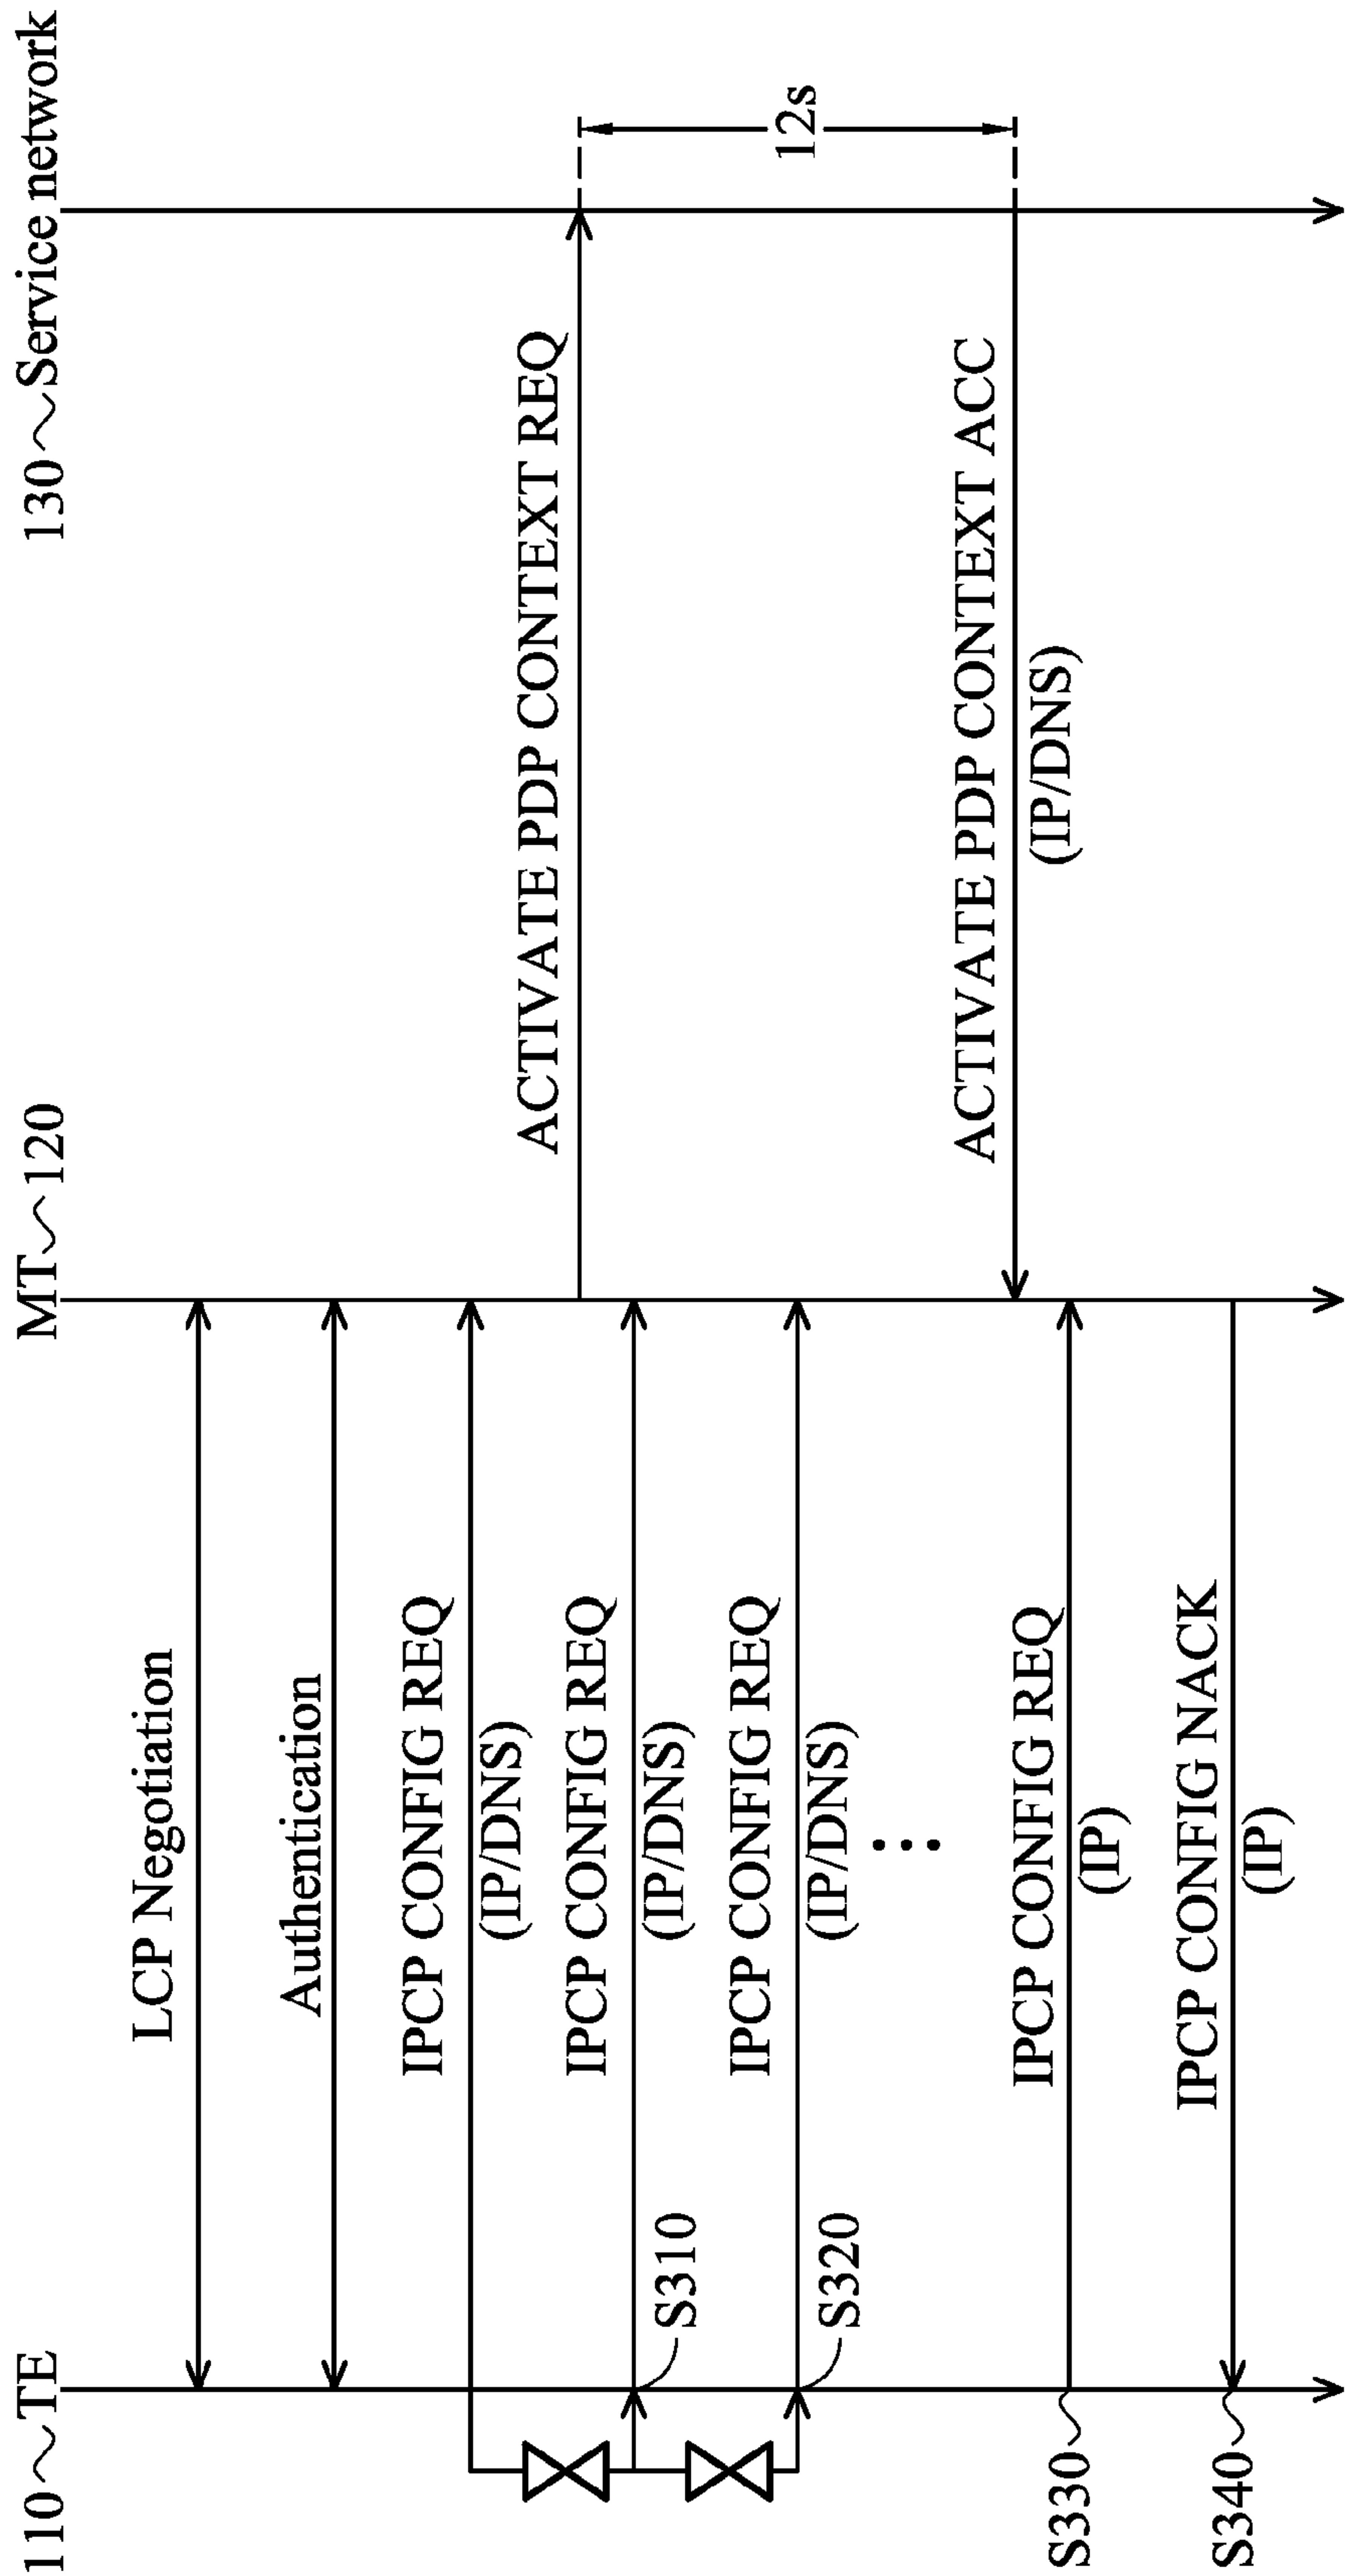 110~TE
MT~120
130~Service network
LCP Negotiation
Authentication
IPCP CONFIG REQ
(IP/DNS)
ACTIVATE PDP CONTEXT REQ
IPCP CONFIG REQ
(IP/DNS)
S310
IPCP CONFIG REQ
(IP/DNS)
S320
12s
...
ACTIVATE PDP CONTEXT ACC
(IP/DNS)
IPCP CONFIG REQ
(IP)
S330
IPCP CONFIG NACK
(IP)
S340